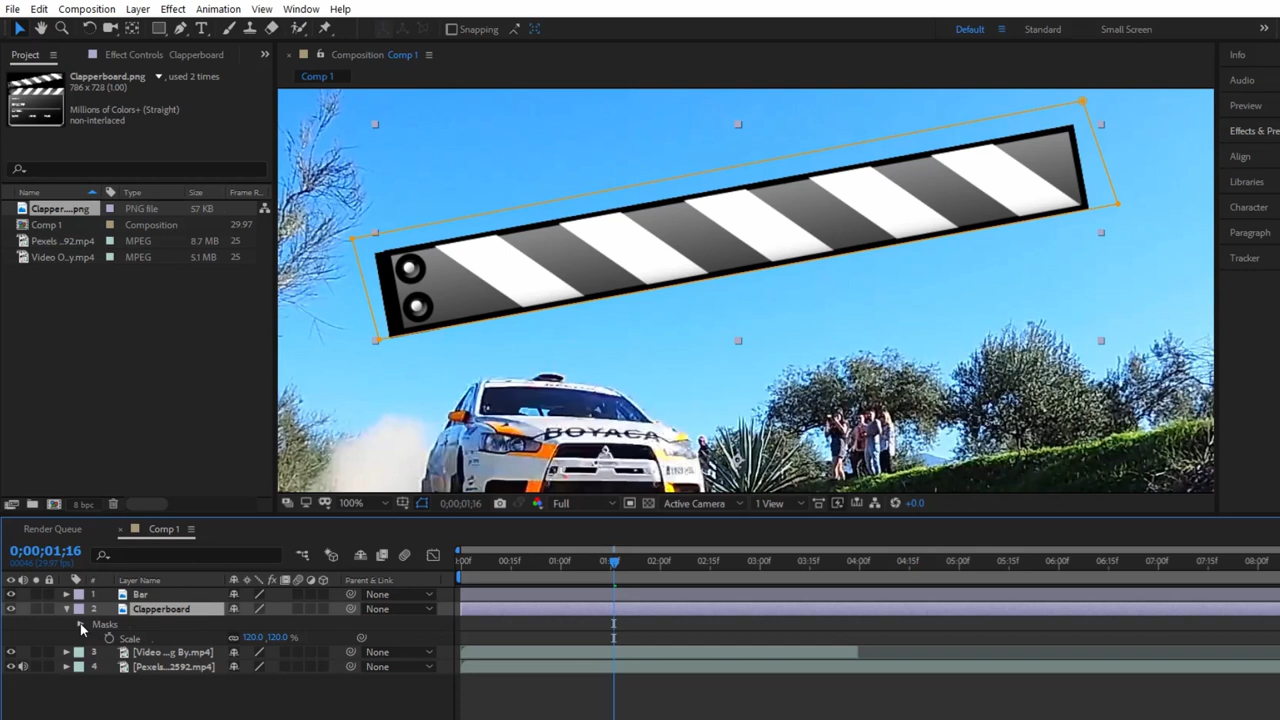 File Edit Composition Layer Effect Animation View Window Help
Snapping Default Standard Small Screen
Project Effect Controls Clapperboard
Composition Comp 1
Comp 1
Clapperboard.png , used 2 times
786 x 728 (1.00)
Millions of Colors+ (Straight)
non-interlaced
Name Type Size Frame R...
Clapper....png PNG file 57 KB
Comp 1 Composition 29.97
Pexels ...92.mp4 MPEG 8.7 MB 25
Video O...y.mp4 MPEG 5.1 MB 25
8 bpc
BOYACA
100% 0;00;01;16 Full Active Camera 1 View +0.0
Info
Audio
Preview
Effects & Pre
Align
Libraries
Character
Paragraph
Tracker
Render Queue Comp 1
0;00;01;16
00046 (29.97 fps)
# Layer Name Parent & Link
:00f 00:15f 01:00f 02:00f 02:15f 03:00f 03:15f 04:00f 04:15f 05:00f 05:15f 06:00f 06:15f 07:00f 07:15f 08:00f
1 Bar None
2 Clapperboard None
Masks
Scale 120.0,120.0 %
3 [Video ...g By.mp4] None
4 [Pexels...2592.mp4] None